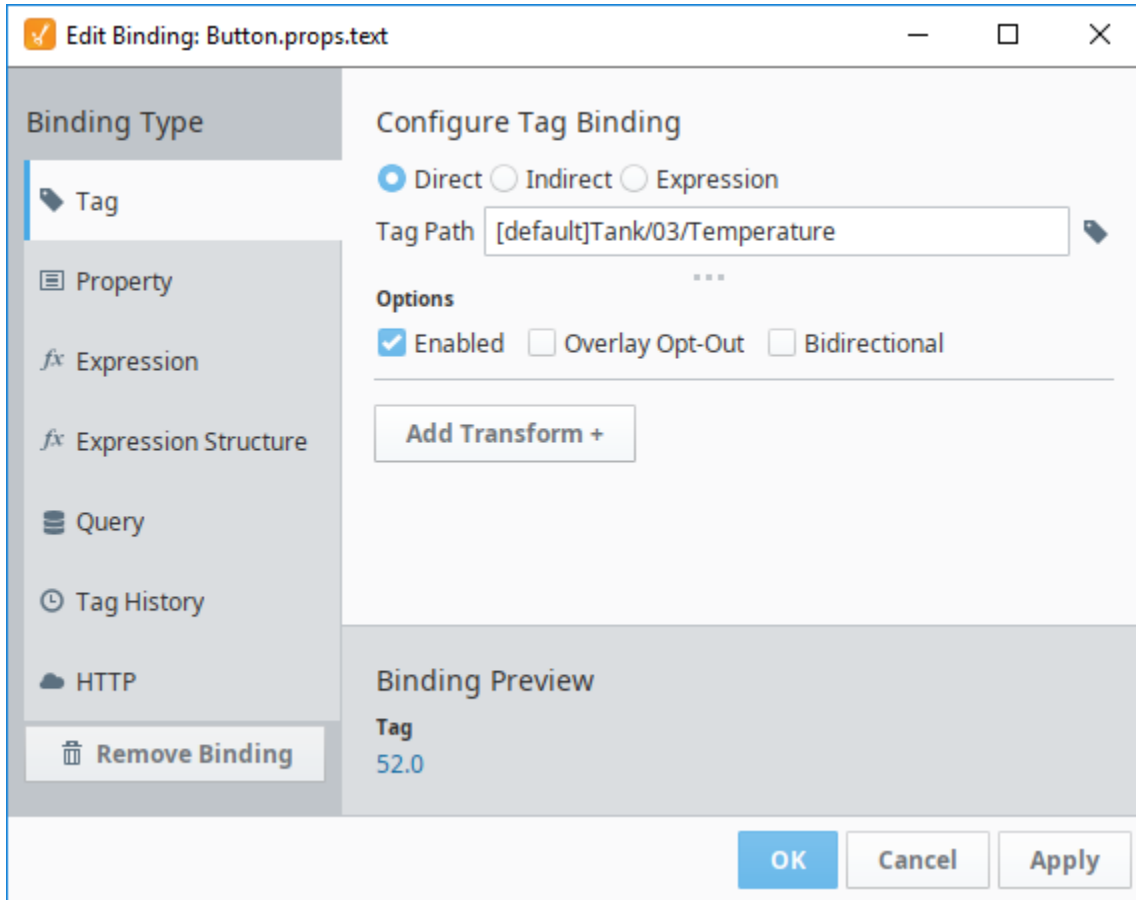 Edit Binding: Button.props.text
Binding Type
Tag
Property
fx Expression
fx Expression Structure
Query
Tag History
HTTP
Remove Binding
Configure Tag Binding
Direct Indirect Expression
Tag Path [default]Tank/03/Temperature
Options
Enabled Overlay Opt-Out Bidirectional
Add Transform +
Binding Preview
Tag
52.0
OK Cancel Apply